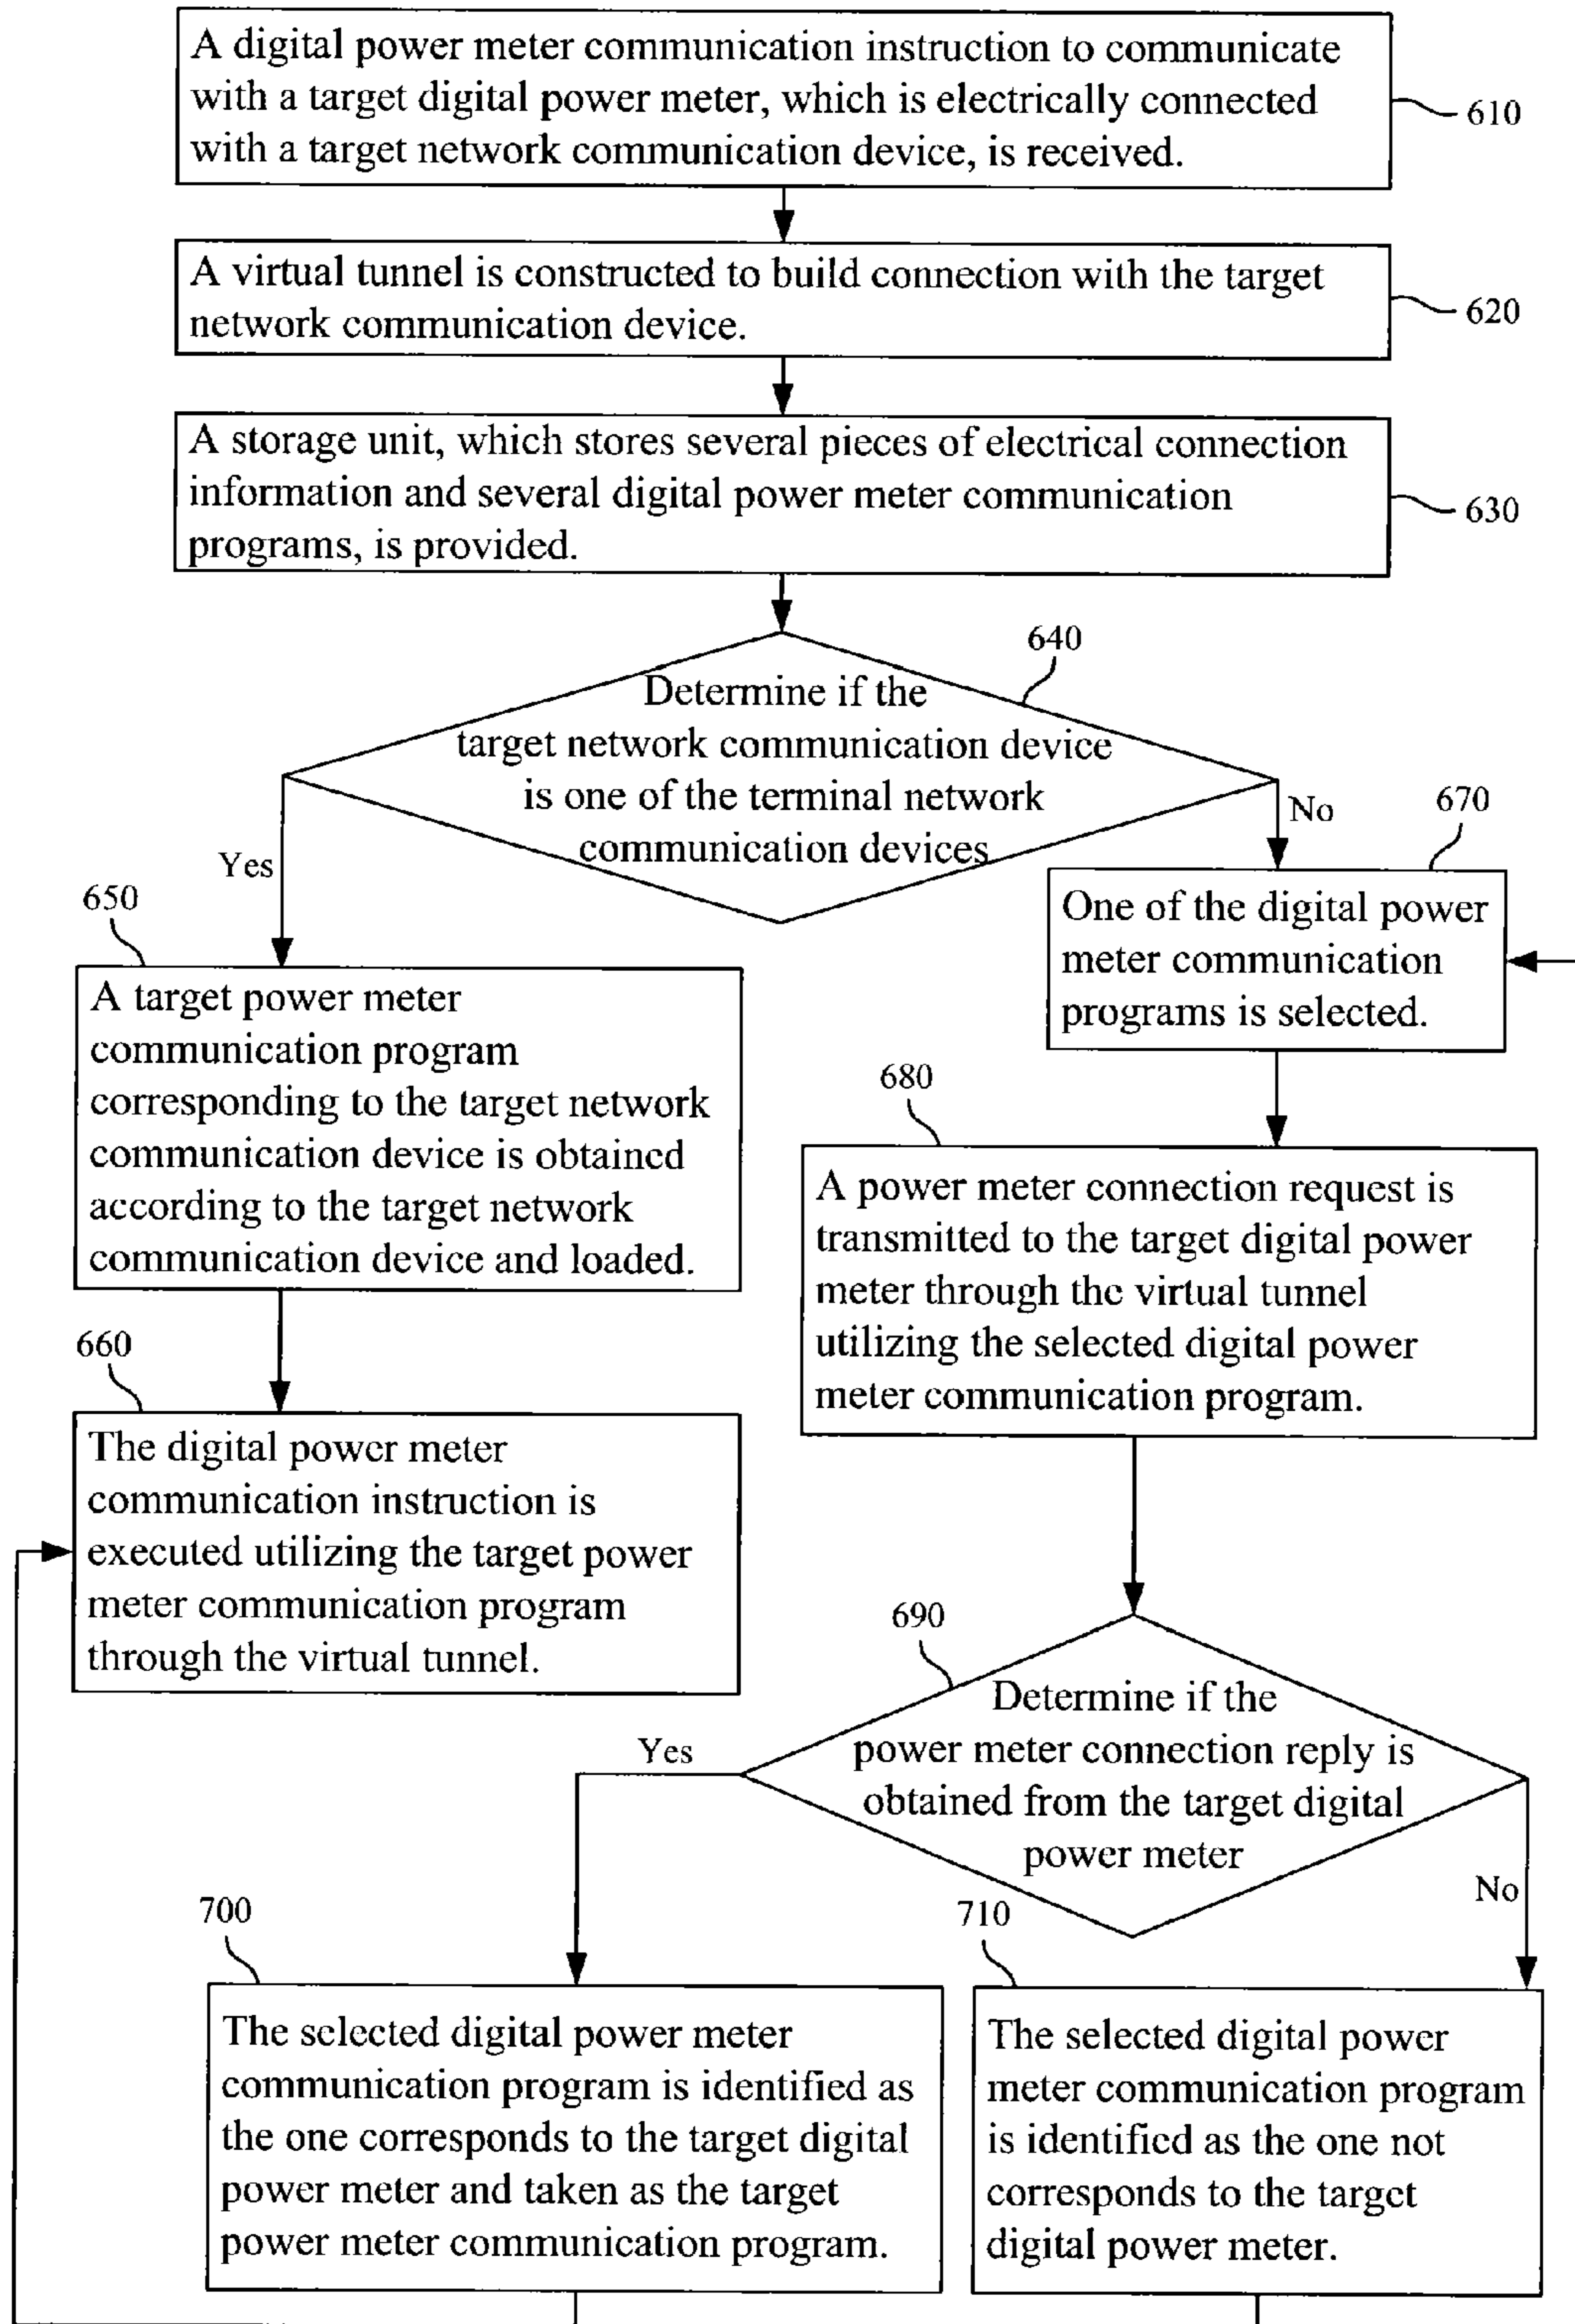 A digital power meter communication instruction to communicate
with a target digital power meter, which is electrically connected
with a target network communication device, is received.
610
A virtual tunnel is constructed to build connection with the target
network communication device.
620
A storage unit, which stores several pieces of electrical connection
information and several digital power meter communication
programs, is provided.
630
640
Determine if the
target network communication device
is one of the terminal network
communication devices
Yes
No
650
A target power meter
communication program
corresponding to the target network
communication device is obtained
according to the target network
communication device and loaded.
660
The digital power meter
communication instruction is
executed utilizing the target power
meter communication program
through the virtual tunnel.
670
One of the digital power
meter communication
programs is selected.
680
A power meter connection request is
transmitted to the target digital power
meter through the virtual tunnel
utilizing the selected digital power
meter communication program.
690
Determine if the
power meter connection reply is
obtained from the target digital
power meter
Yes
No
700
The selected digital power meter
communication program is identified as
the one corresponds to the target digital
power meter and taken as the target
power meter communication program.
710
The selected digital power
meter communication program
is identified as the one not
corresponds to the target
digital power meter.